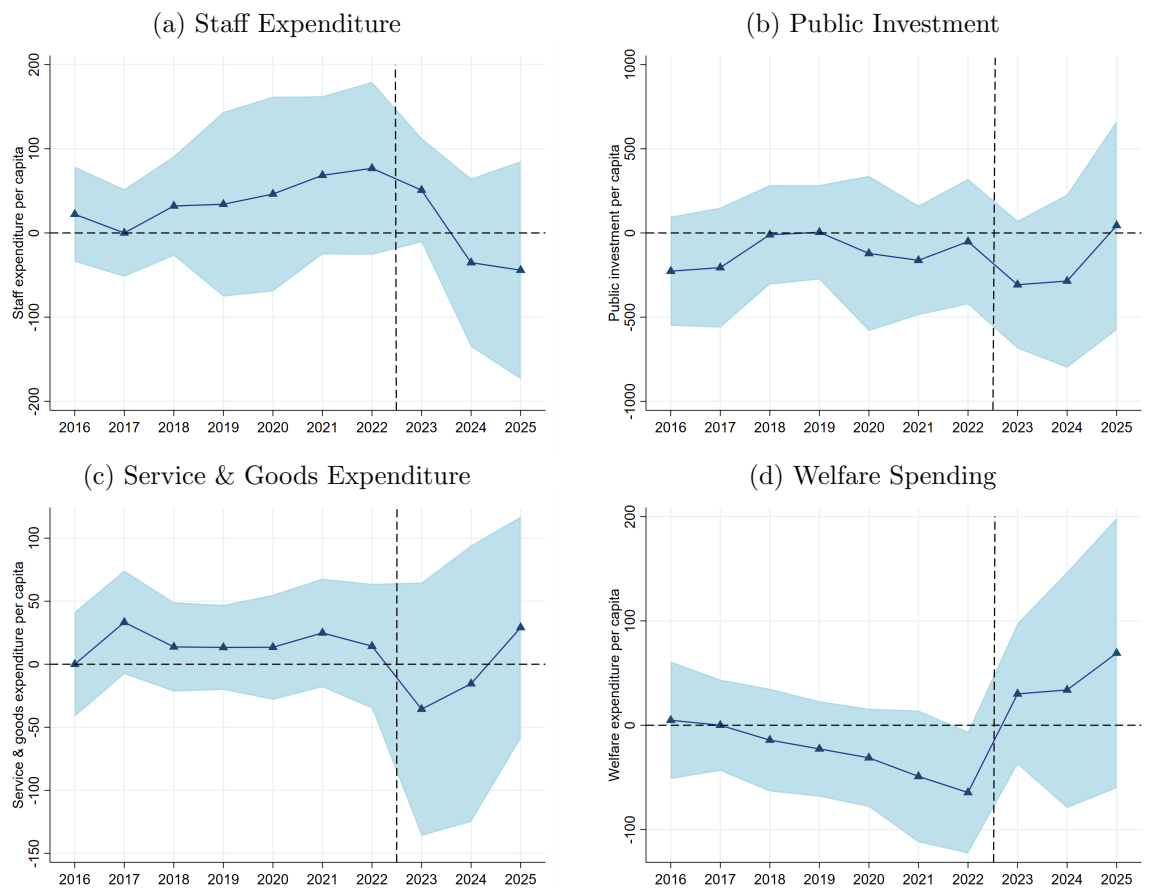 (a) Staff Expenditure
Staff expenditure per capita
200
100
0
-100
-200
2016 2017 2018 2019 2020 2021 2022 2023 2024 2025
(b) Public Investment
Public investment per capita
1000
500
0
-500
-1000
2016 2017 2018 2019 2020 2021 2022 2023 2024 2025
(c) Service & Goods Expenditure
Service & goods expenditure per capita
100
50
0
-50
-100
-150
2016 2017 2018 2019 2020 2021 2022 2023 2024 2025
(d) Welfare Spending
Welfare expenditure per capita
200
100
0
-100
2016 2017 2018 2019 2020 2021 2022 2023 2024 2025